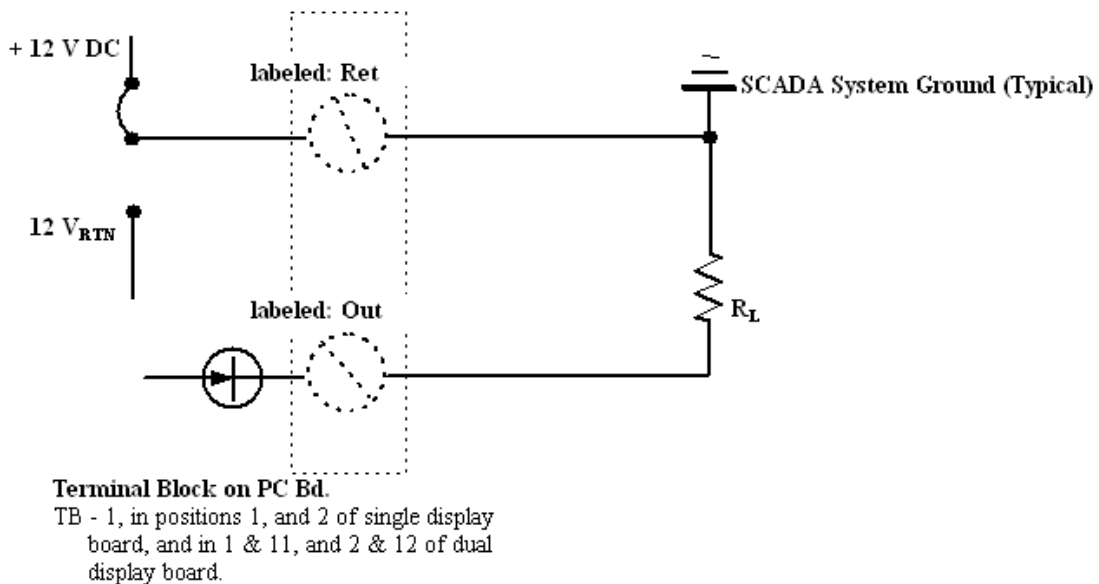 + 12 V DC
labeled: Ret
SCADA System Ground (Typical)
12 VRTN
labeled: Out
RL
Terminal Block on PC Bd.
TB - 1, in positions 1, and 2 of single display
board, and in 1 & 11, and 2 & 12 of dual
display board.